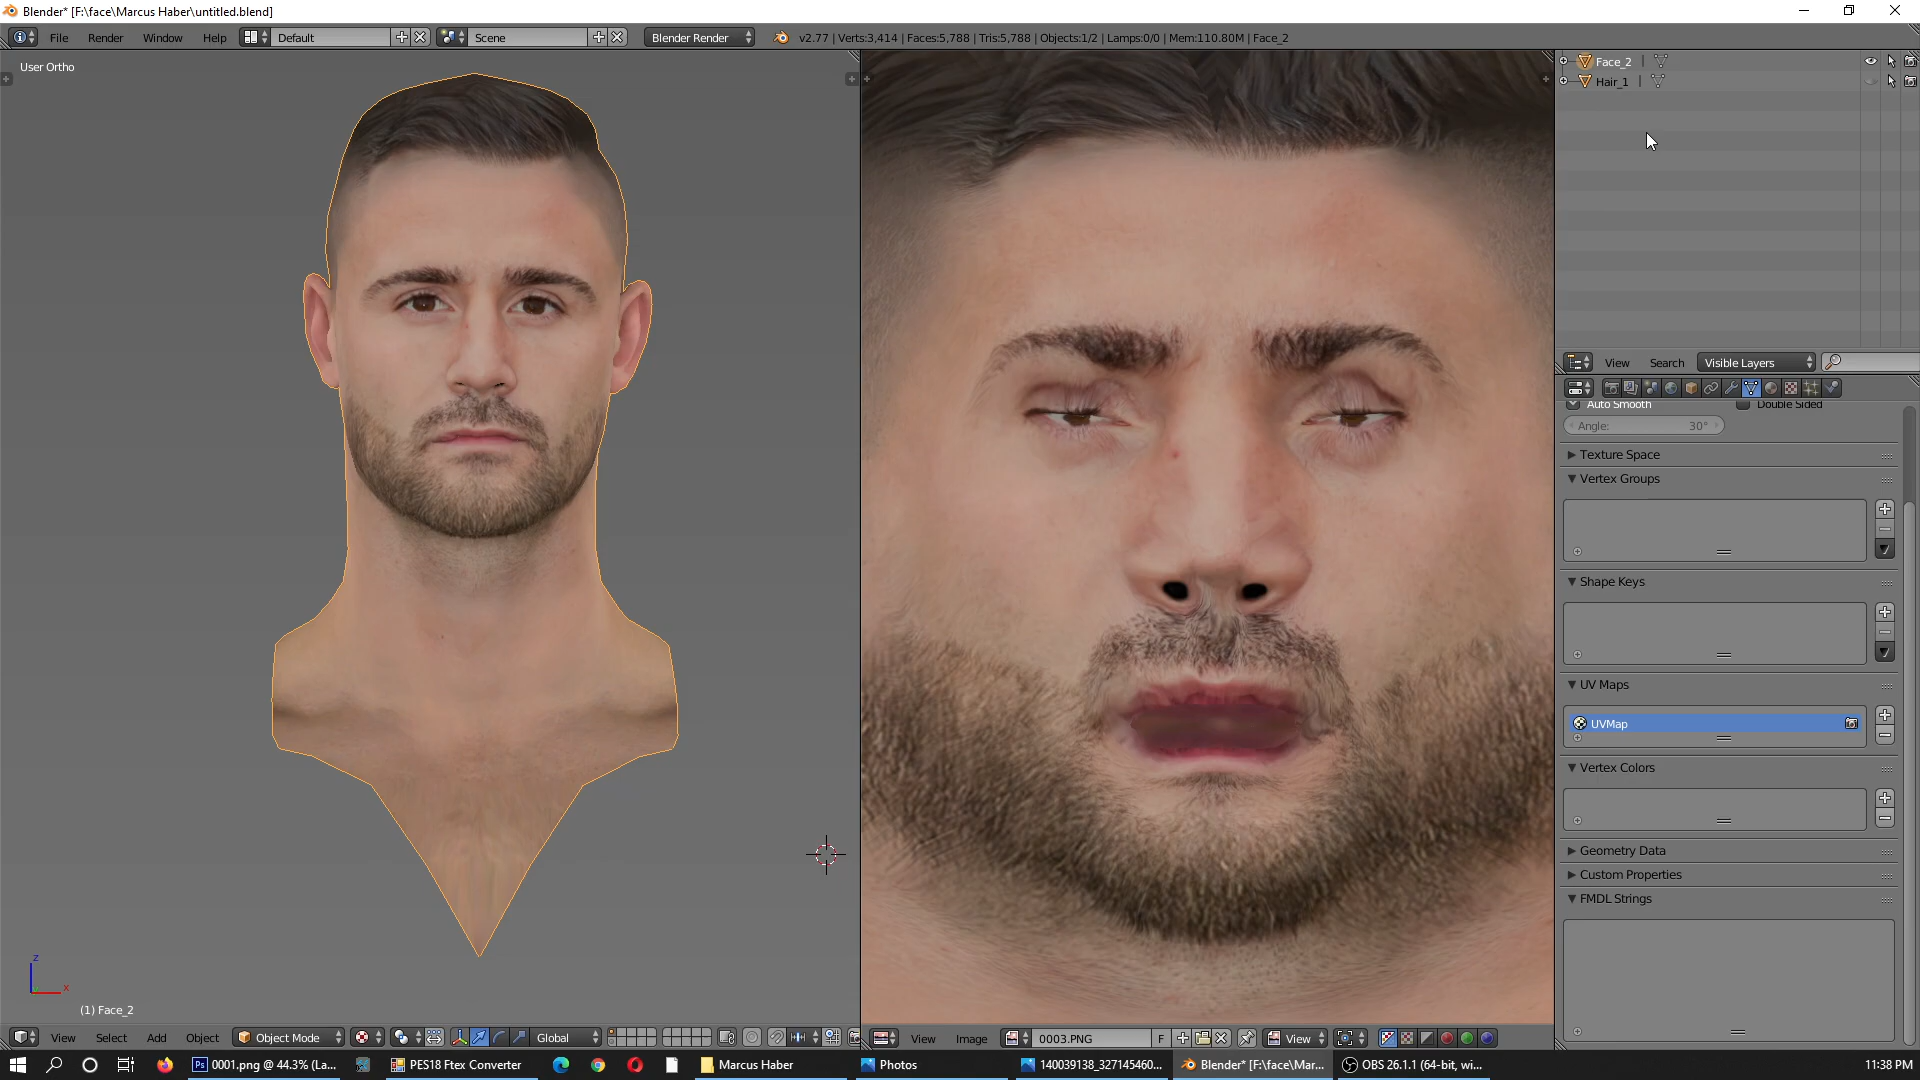 Blender* [F:\face\Marcus Haber\untitled.blend]
File Render Window Help Default Scene Blender Render v2.77 | Verts:3,414 | Faces:5,788 | Tris:5,788 | Objects:1/2 | Lamps:0/0 | Mem:110.80M | Face_2
User Ortho
Face_2
Hair_1
View Search Visible Layers
Auto Smooth Double Sided
Angle: 30°
Texture Space
Vertex Groups
Shape Keys
UV Maps
UVMap
Vertex Colors
Geometry Data
Custom Properties
FMDL Strings
z
x
(1) Face_2
View Select Add Object Object Mode Global
View Image 0003.PNG F View
Ps 0001.png @ 44.3% (La... PES18 Ftex Converter Marcus Haber Photos 140039138_327145460... Blender* [F:\face\Mar... OBS 26.1.1 (64-bit, wi... 11:38 PM